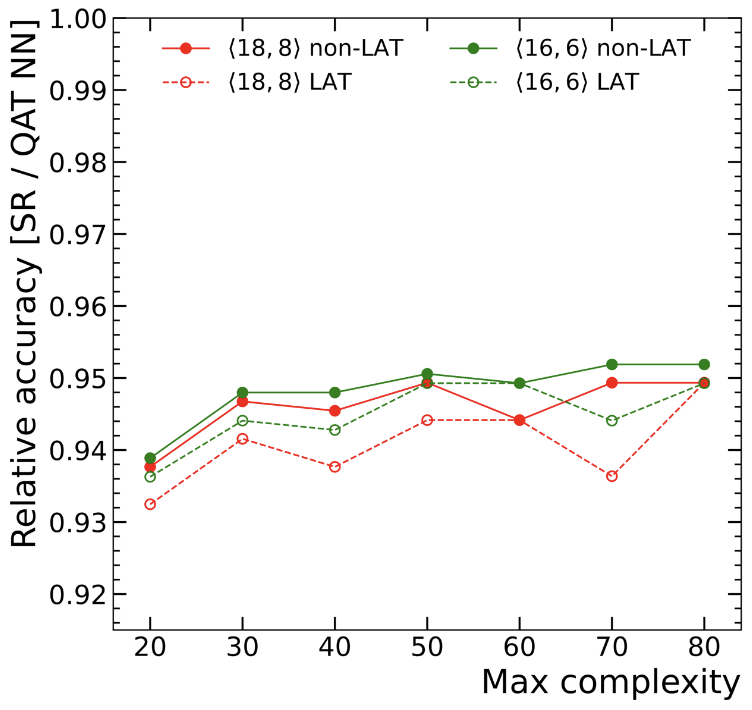 Relative accuracy [SR / QAT NN]
1.00
0.99
0.98
0.97
0.96
0.95
0.94
0.93
0.92
⟨18, 8⟩ non-LAT
⟨18, 8⟩ LAT
⟨16, 6⟩ non-LAT
⟨16, 6⟩ LAT
20 30 40 50 60 70 80
Max complexity